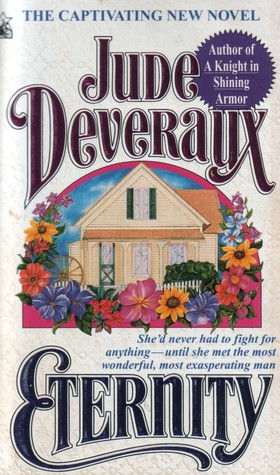 THE CAPTIVATING NEW NOVEL
Jude
Deveraux
Author of
A Knight in
Shining
Armor
She'd never had to fight for
anything—until she met the most
wonderful, most exasperating man
ETERNITY